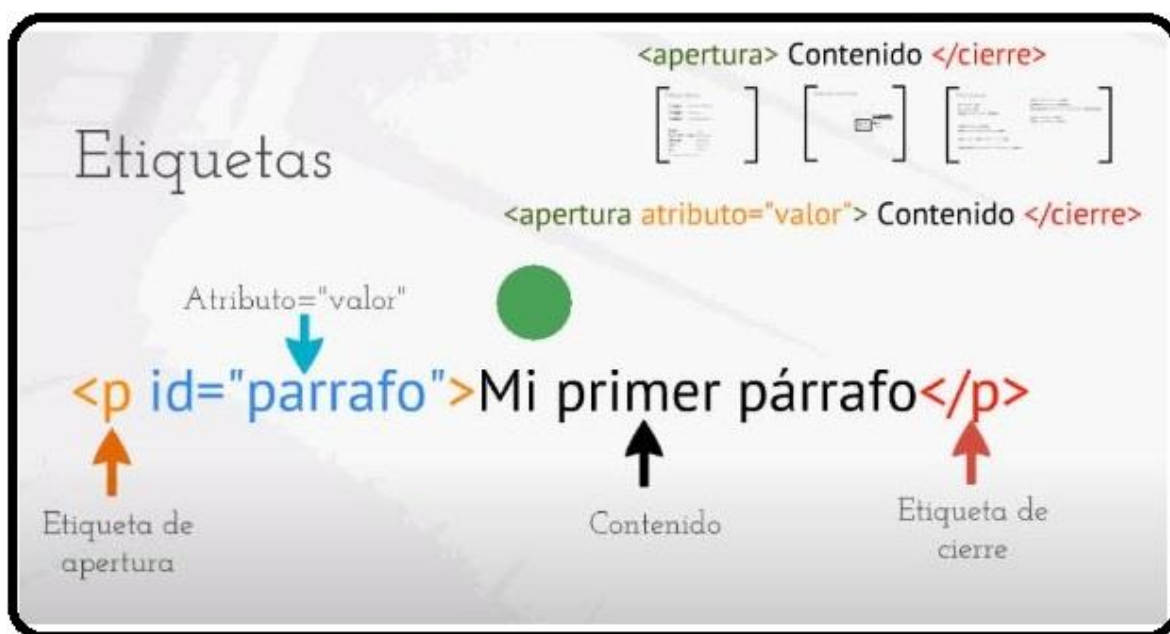 <apertura> Contenido </cierre>
Etiquetas
<apertura atributo="valor"> Contenido </cierre>
Atributo="valor"
<p id="parrafo">Mi primer párrafo</p>
Etiqueta de
apertura
Contenido
Etiqueta de
cierre